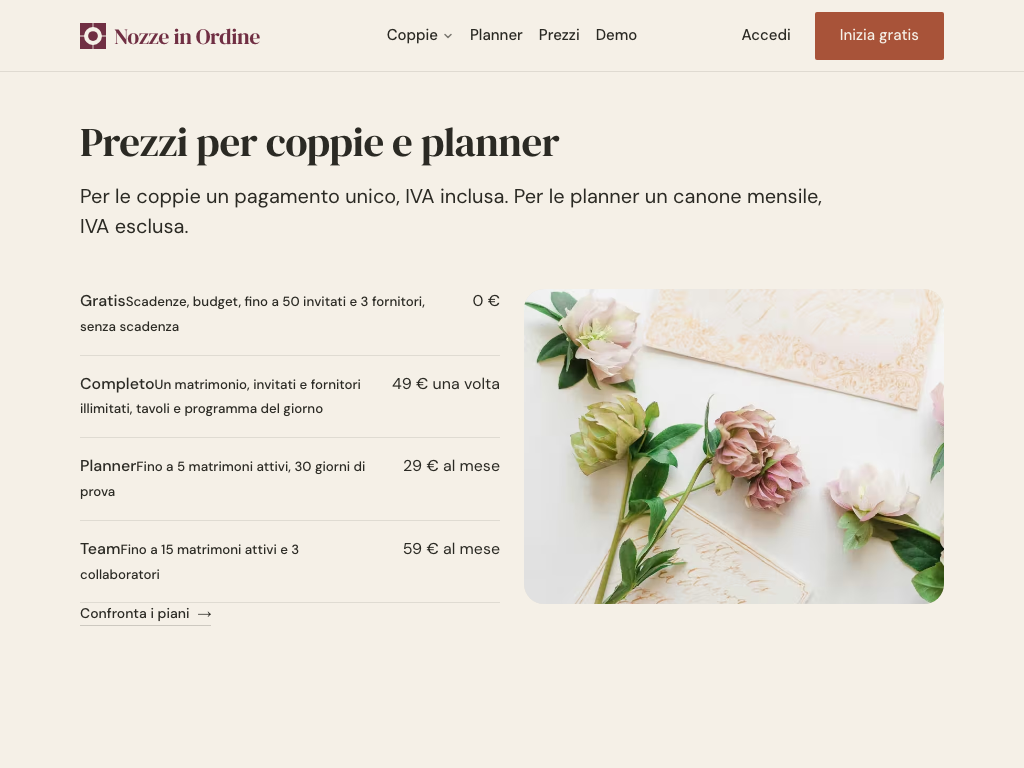 Nozze in Ordine
Coppie
Planner
Prezzi
Demo
Accedi
Inizia gratis
Prezzi per coppie e planner
Per le coppie un pagamento unico, IVA inclusa. Per le planner un canone mensile,
IVA esclusa.
GratisScadenze, budget, fino a 50 invitati e 3 fornitori,
senza scadenza
0 €
CompletoUn matrimonio, invitati e fornitori
illimitati, tavoli e programma del giorno
49 € una volta
PlannerFino a 5 matrimoni attivi, 30 giorni di
prova
29 € al mese
TeamFino a 15 matrimoni attivi e 3
collaboratori
59 € al mese
Confronta i piani →